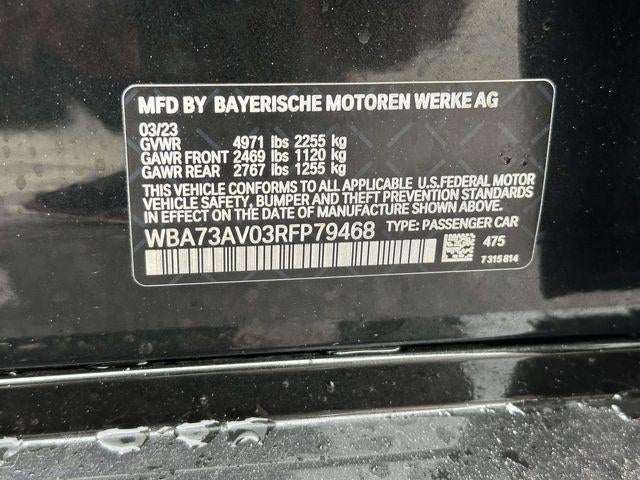 MFD BY BAYERISCHE MOTOREN WERKE AG
03/23
GVWR 4971 lbs 2255 kg
GAWR FRONT 2469 lbs 1120 kg
GAWR REAR 2767 lbs 1255 kg
THIS VEHICLE CONFORMS TO ALL APPLICABLE U.S.FEDERAL MOTOR
VEHICLE SAFETY, BUMPER, AND THEFT PREVENTION STANDARDS
IN EFFECT ON THE DATE OF MANUFACTURE SHOWN ABOVE.
WBA73AV03RFP79468 TYPE: PASSENGER CAR
475
7315814